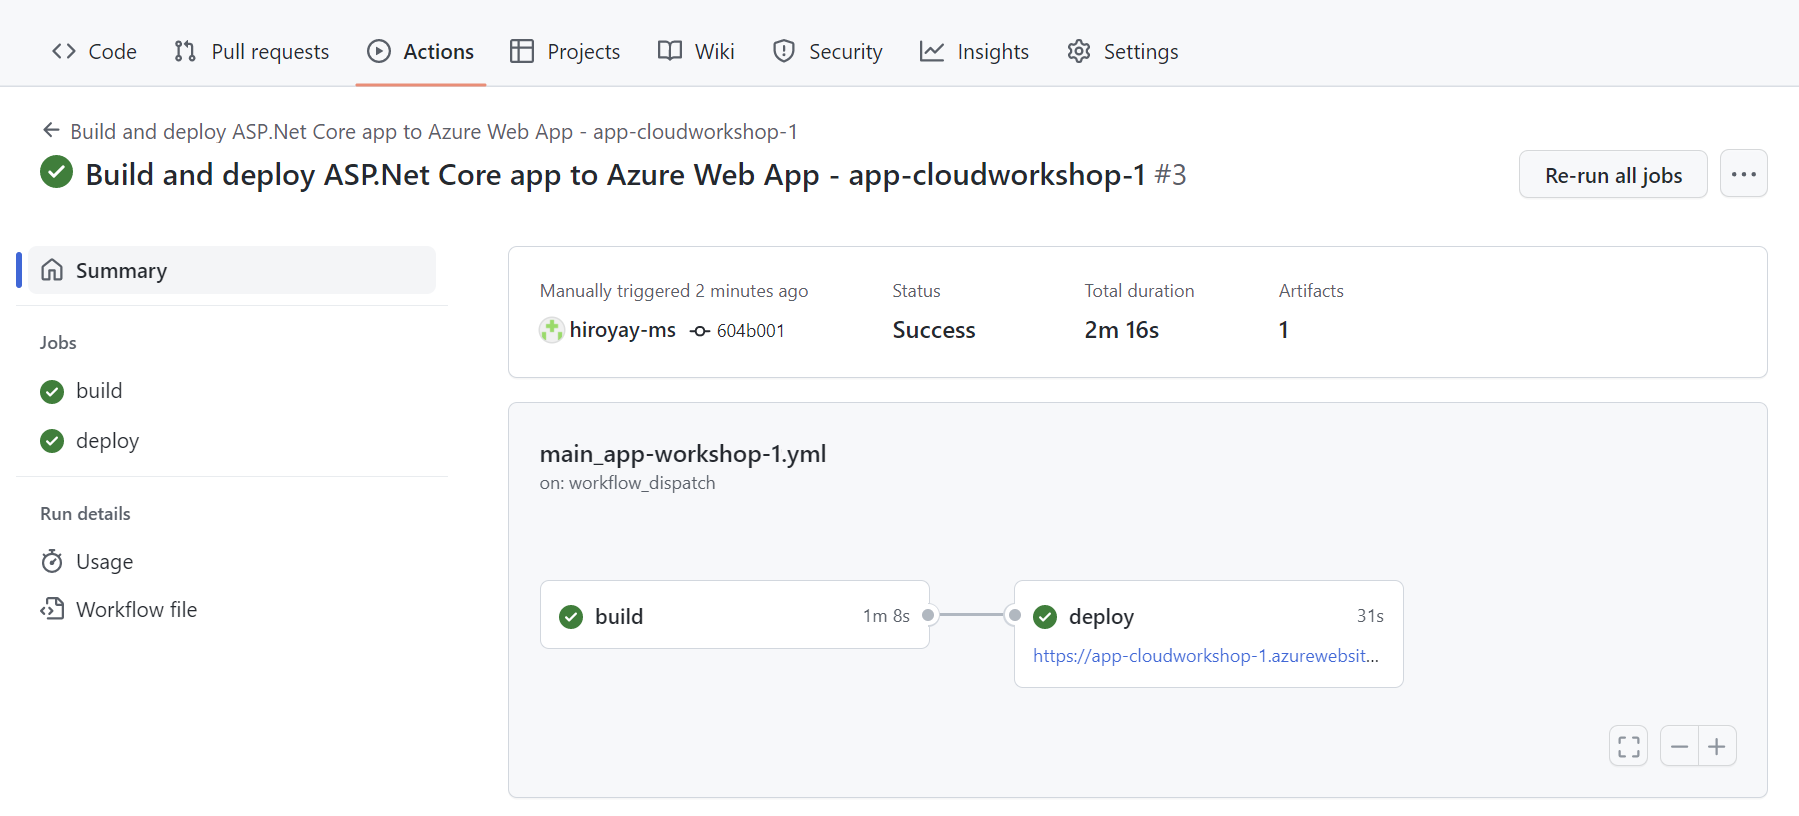 Code Pull requests Actions Projects Wiki Security Insights Settings
Build and deploy ASP.Net Core app to Azure Web App - app-cloudworkshop-1
Build and deploy ASP.Net Core app to Azure Web App - app-cloudworkshop-1 #3
Re-run all jobs
Summary
Jobs
build
deploy
Run details
Usage
Workflow file
Manually triggered 2 minutes ago
hiroyay-ms 604b001
Status
Success
Total duration
2m 16s
Artifacts
1
main_app-workshop-1.yml
on: workflow_dispatch
build 1m 8s
deploy 31s
https://app-cloudworkshop-1.azurewebsit...